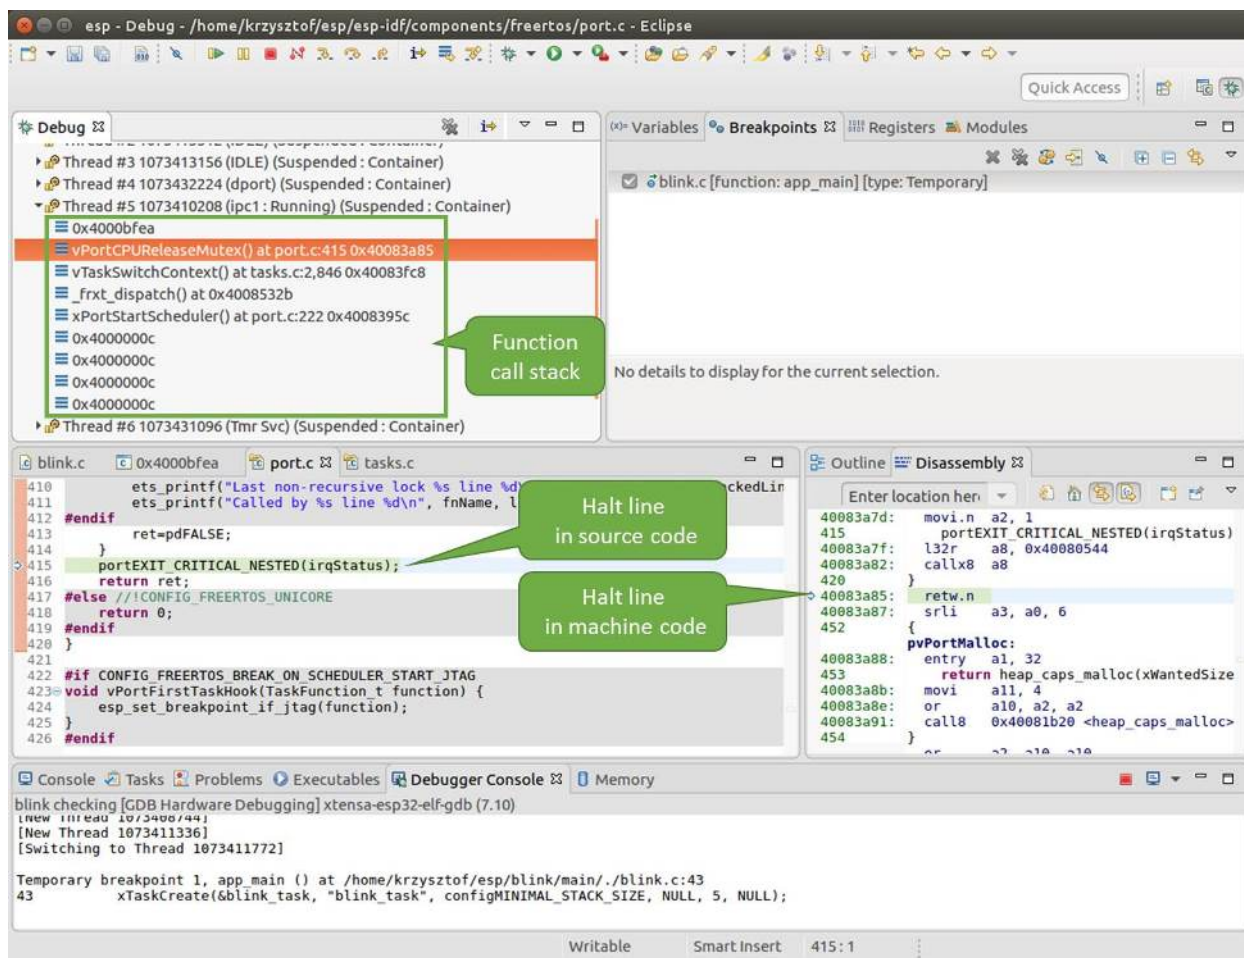 esp - Debug - /home/krzysztof/esp/esp-idf/components/freertos/port.c - Eclipse
Quick Access
Debug
(x)= Variables Breakpoints Registers Modules
Thread #3 1073413156 (IDLE) (Suspended : Container)
Thread #4 1073432224 (dport) (Suspended : Container)
Thread #5 1073410208 (ipc1 : Running) (Suspended : Container)
0x4000bfea
vPortCPUReleaseMutex() at port.c:415 0x40083a85
vTaskSwitchContext() at tasks.c:2,846 0x40083fc8
_frxt_dispatch() at 0x4008532b
xPortStartScheduler() at port.c:222 0x4008395c
0x4000000c
0x4000000c
0x4000000c
0x4000000c
Thread #6 1073431096 (Tmr Svc) (Suspended : Container)
Function
call stack
blink.c [function: app_main] [type: Temporary]
No details to display for the current selection.
blink.c 0x4000bfea port.c tasks.c
410 ets_printf("Last non-recursive lock %s line %d\
411 ets_printf("Called by %s line %d\n", fnName, l
412 #endif
413 ret=pdFALSE;
414 }
415 portEXIT_CRITICAL_NESTED(irqStatus);
416 return ret;
417 #else //!CONFIG_FREERTOS_UNICORE
418 return 0;
419 #endif
420 }
421
422 #if CONFIG_FREERTOS_BREAK_ON_SCHEDULER_START_JTAG
423 void vPortFirstTaskHook(TaskFunction_t function) {
424 esp_set_breakpoint_if_jtag(function);
425 }
426 #endif
Halt line
in source code
Halt line
in machine code
Outline Disassembly
Enter location her
40083a7d: movi.n a2, 1
415 portEXIT_CRITICAL_NESTED(irqStatus)
40083a7f: l32r a8, 0x40080544
40083a82: callx8 a8
420 }
40083a85: retw.n
40083a87: srli a3, a0, 6
452 {
pvPortMalloc:
40083a88: entry a1, 32
453 return heap_caps_malloc(xWantedSize
40083a8b: movi a11, 4
40083a8e: or a10, a2, a2
40083a91: call8 0x40081b20 <heap_caps_malloc>
454 }
Console Tasks Problems Executables Debugger Console Memory
blink checking [GDB Hardware Debugging] xtensa-esp32-elf-gdb (7.10)
[New Thread 1073408744]
[New Thread 1073411336]
[Switching to Thread 1073411772]
Temporary breakpoint 1, app_main () at /home/krzysztof/esp/blink/main/./blink.c:43
43 xTaskCreate(&blink_task, "blink_task", configMINIMAL_STACK_SIZE, NULL, 5, NULL);
Writable Smart Insert 415 : 1